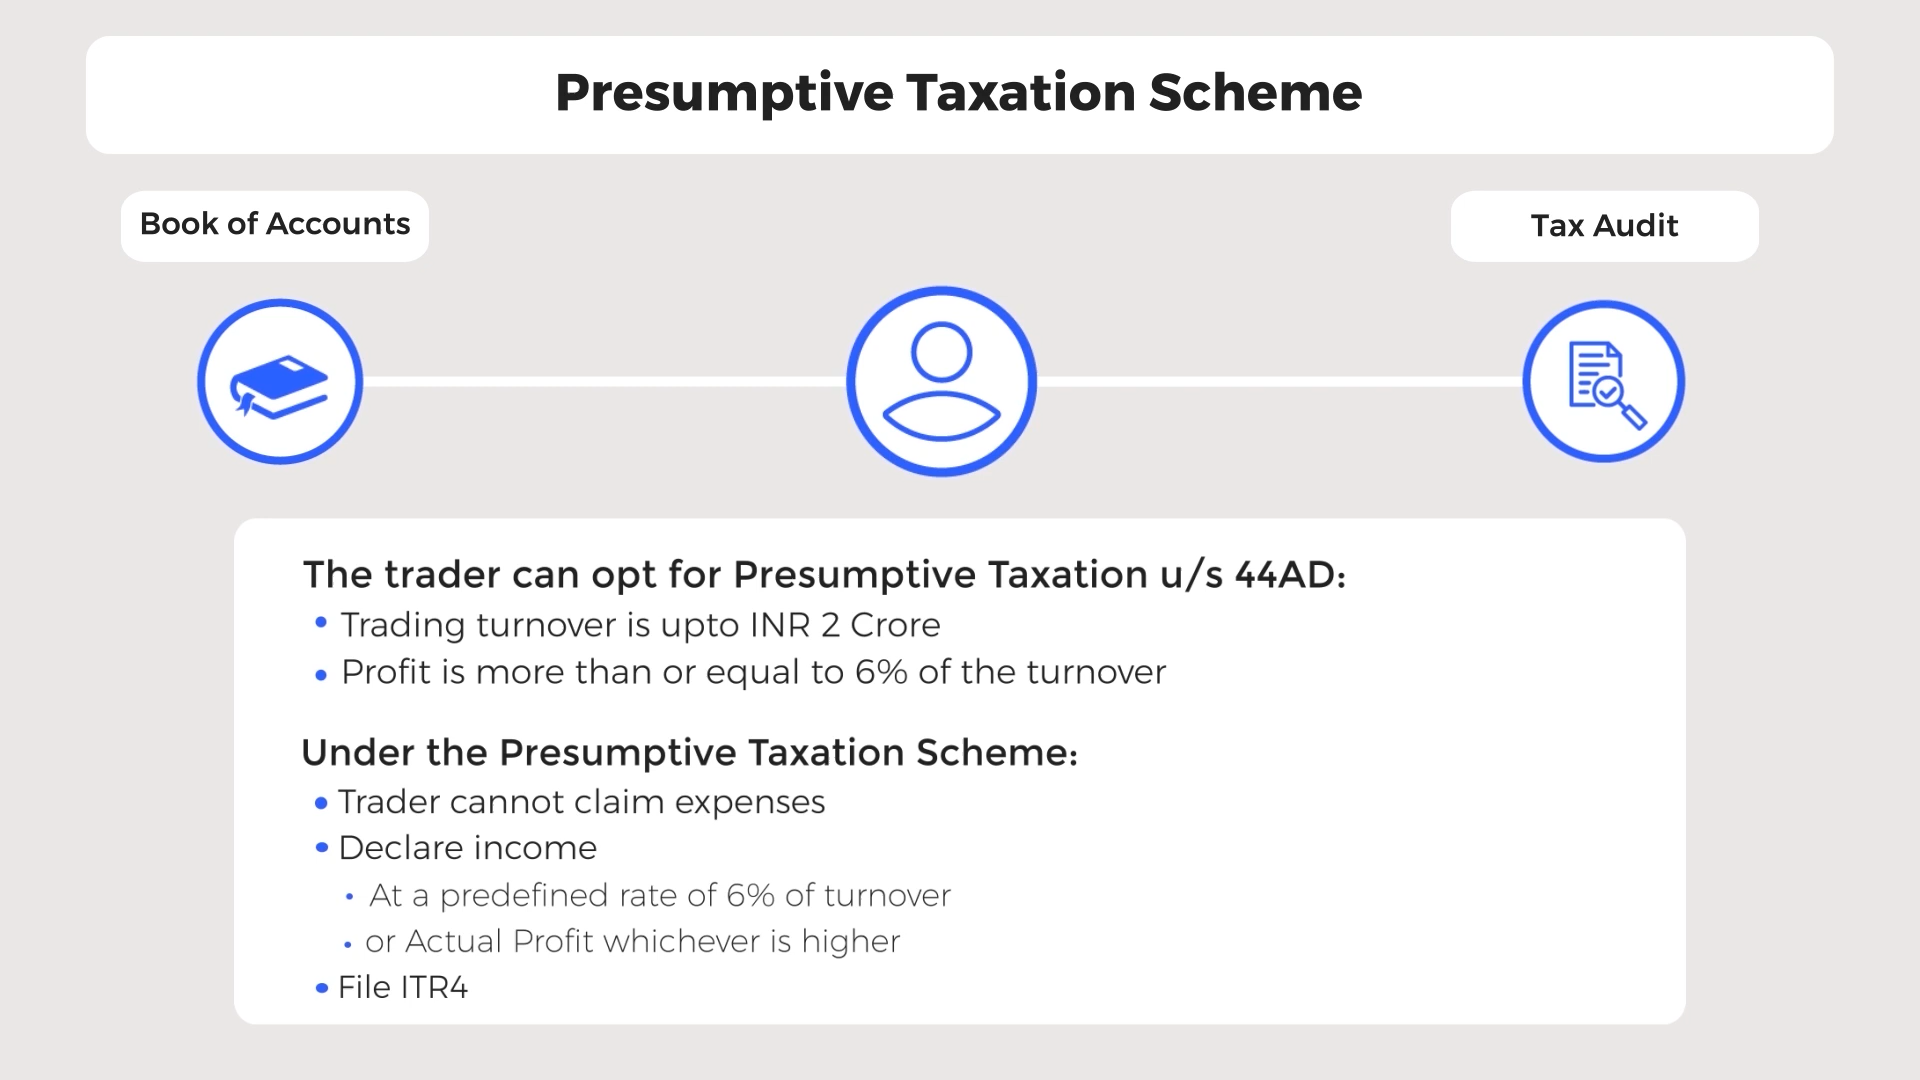 Presumptive Taxation Scheme
Book of Accounts
Tax Audit
The trader can opt for Presumptive Taxation u/s 44AD:
• Trading turnover is upto INR 2 Crore
• Profit is more than or equal to 6% of the turnover
Under the Presumptive Taxation Scheme:
• Trader cannot claim expenses
• Declare income
• At a predefined rate of 6% of turnover
• or Actual Profit whichever is higher
• File ITR4